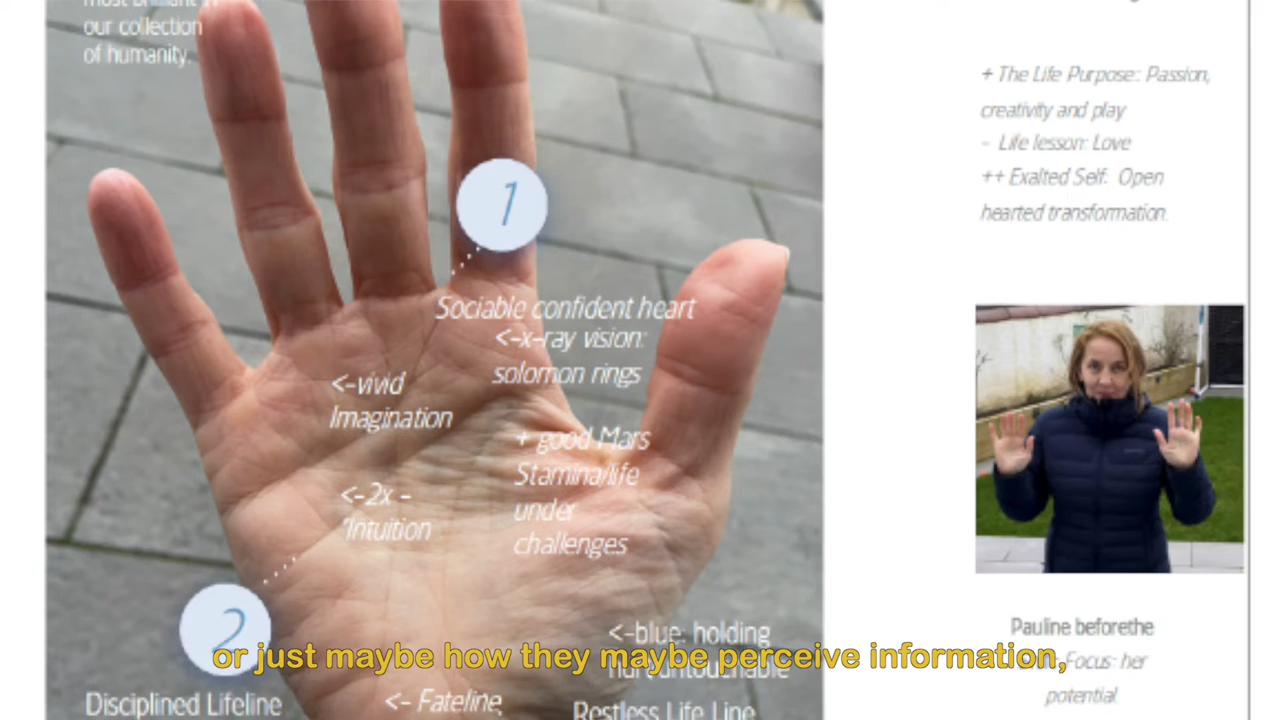 our collection
of humanity.
+ The Life Purpose:: Passion,
creativity and play
- Life lesson: Love
++ Exalted Self: Open
hearted transformation.
1
Sociable confident heart
<-x-ray vision:
solomon rings
<-vivid
Imagination
+ good Mars
Stamina/life
under
challenges
<-2x -
"Intuition
2
<-blue: holding
or just maybe how they maybe perceive information,
Disciplined Lifeline
<- Fateline,
Restless Life Line
Pauline beforethe
Focus: her
potential